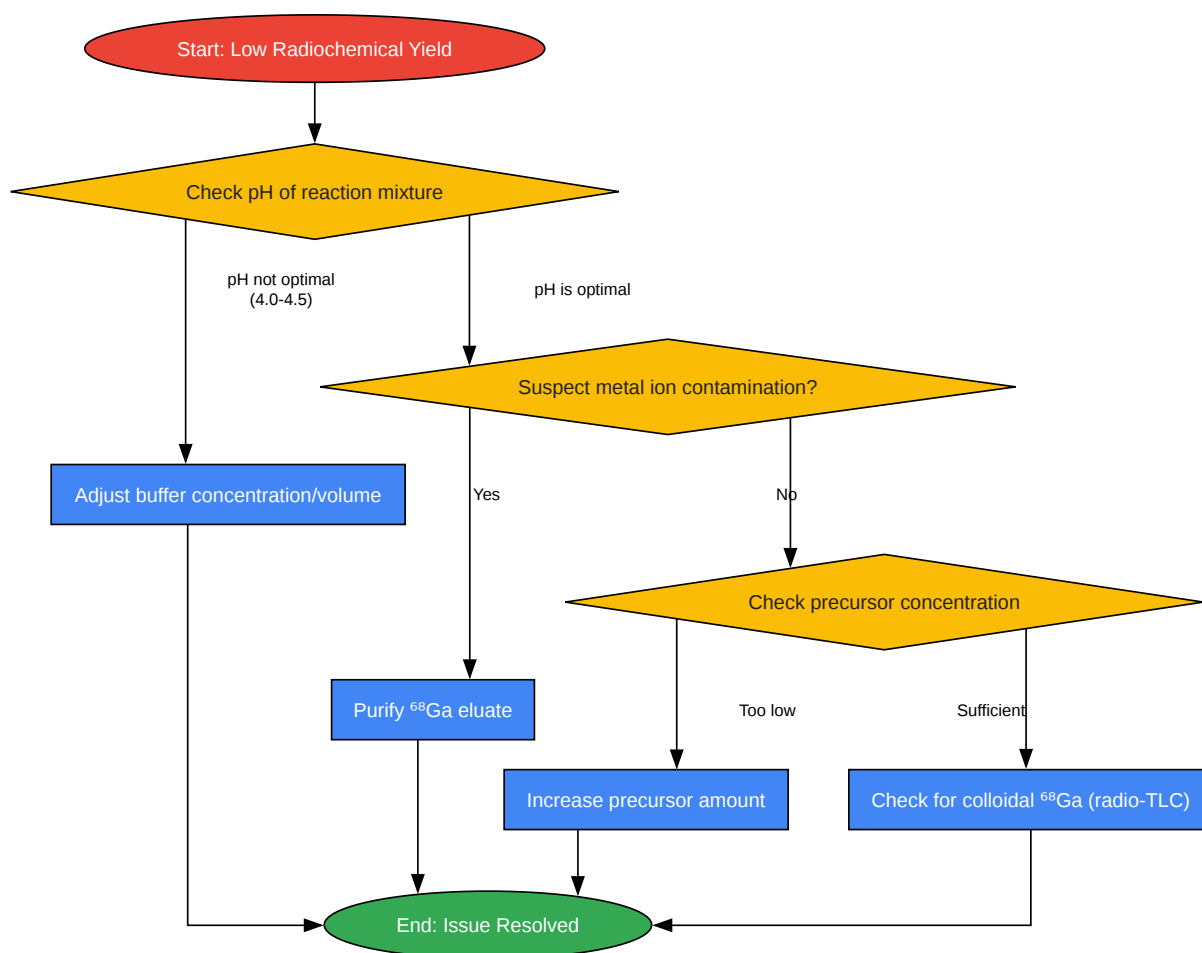 Start: Low Radiochemical Yield
Check pH of reaction mixture
pH not optimal
(4.0-4.5)
pH is optimal
Suspect metal ion contamination?
Adjust buffer concentration/volume
Yes
No
Check precursor concentration
Purify ⁶⁸Ga eluate
Too low
Sufficient
Increase precursor amount
Check for colloidal ⁶⁸Ga (radio-TLC)
End: Issue Resolved